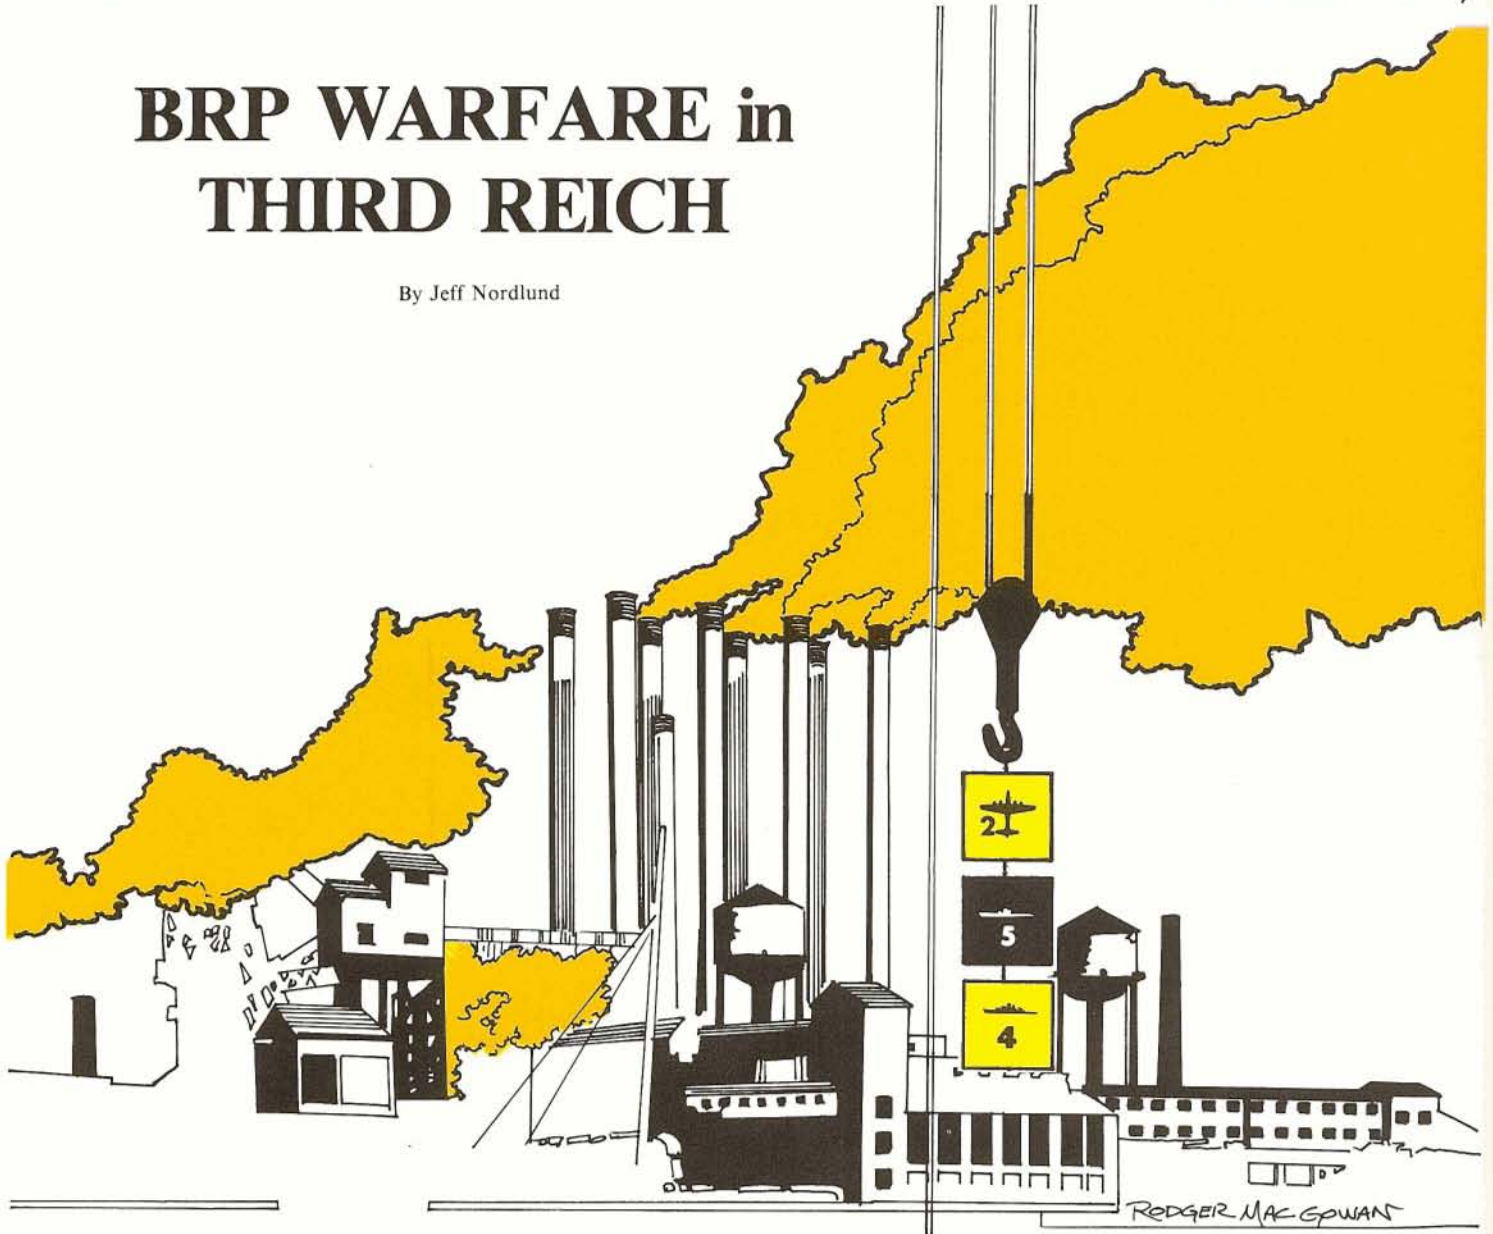 BRP WARFARE in
THIRD REICH
By Jeff Nordlund
2
5
4
RODGER MACGOWAN